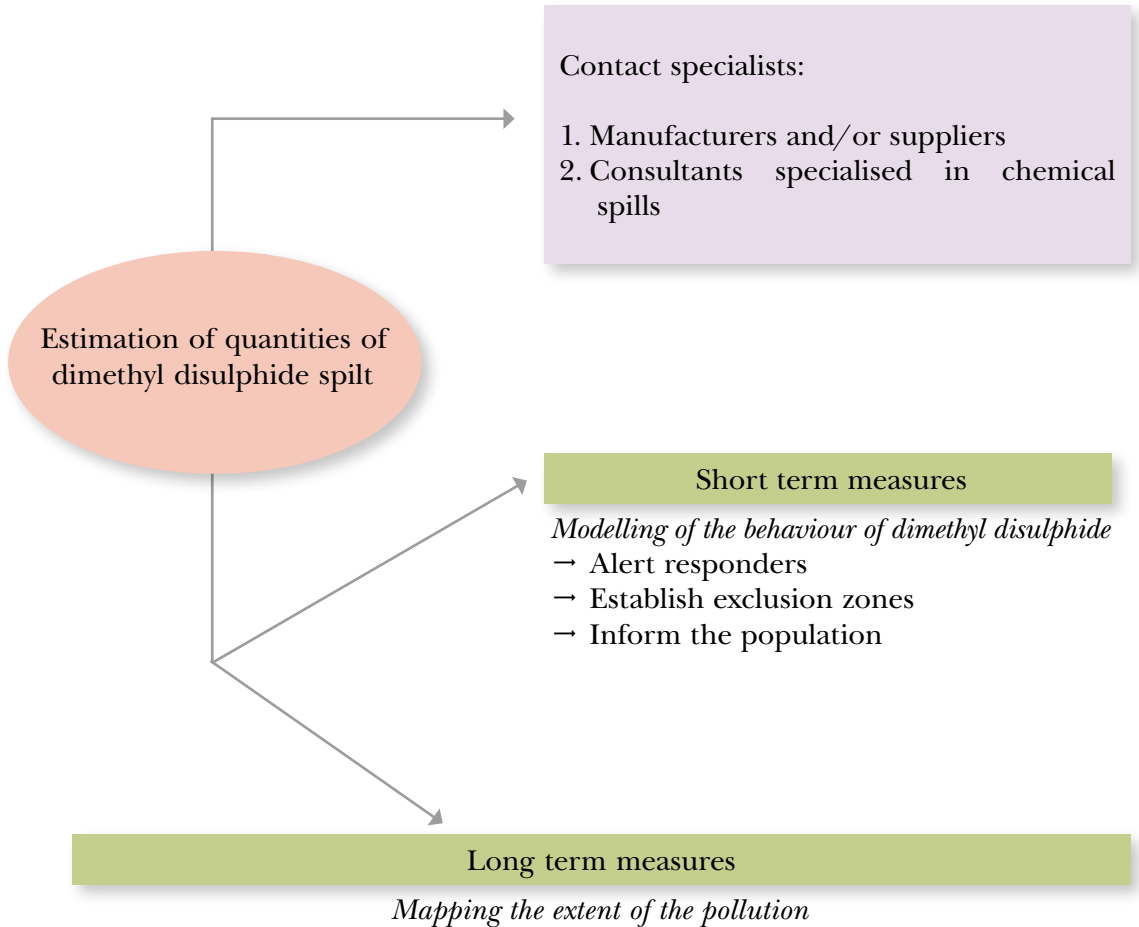 Contact specialists:
1. Manufacturers and/or suppliers
2. Consultants specialised in chemical
spills
Estimation of quantities of
dimethyl disulphide spilt
Short term measures
Modelling of the behaviour of dimethyl disulphide
→ Alert responders
→ Establish exclusion zones
→ Inform the population
Long term measures
Mapping the extent of the pollution